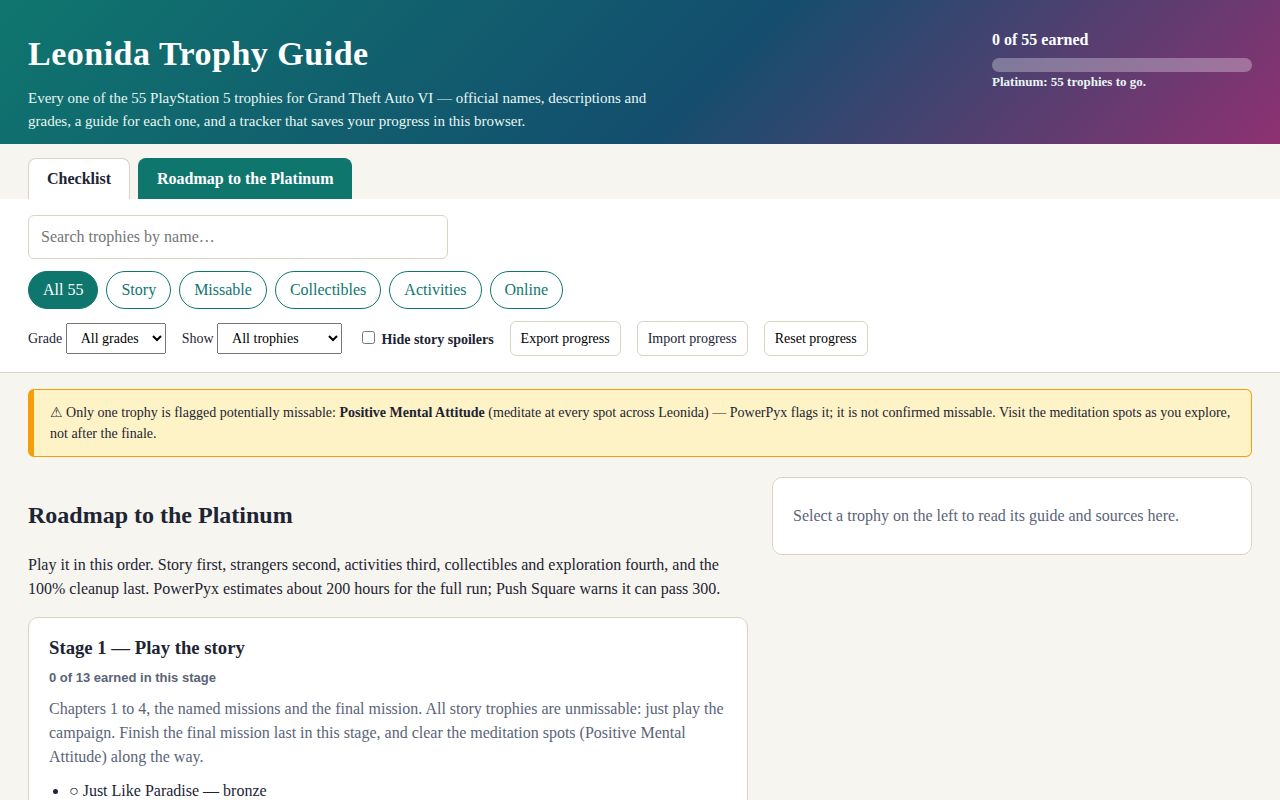 Leonida Trophy Guide
Every one of the 55 PlayStation 5 trophies for Grand Theft Auto VI — official names, descriptions and
grades, a guide for each one, and a tracker that saves your progress in this browser.
0 of 55 earned
Platinum: 55 trophies to go.
Checklist
Roadmap to the Platinum
Search trophies by name…
All 55
Story
Missable
Collectibles
Activities
Online
Grade
All grades
Show
All trophies
Hide story spoilers
Export progress
Import progress
Reset progress
⚠ Only one trophy is flagged potentially missable: Positive Mental Attitude (meditate at every spot across Leonida) — PowerPyx flags it; it is not confirmed missable. Visit the meditation spots as you explore,
not after the finale.
Roadmap to the Platinum
Play it in this order. Story first, strangers second, activities third, collectibles and exploration fourth, and the
100% cleanup last. PowerPyx estimates about 200 hours for the full run; Push Square warns it can pass 300.
Stage 1 — Play the story
0 of 13 earned in this stage
Chapters 1 to 4, the named missions and the final mission. All story trophies are unmissable: just play the
campaign. Finish the final mission last in this stage, and clear the meditation spots (Positive Mental
Attitude) along the way.
• ○ Just Like Paradise — bronze
Select a trophy on the left to read its guide and sources here.